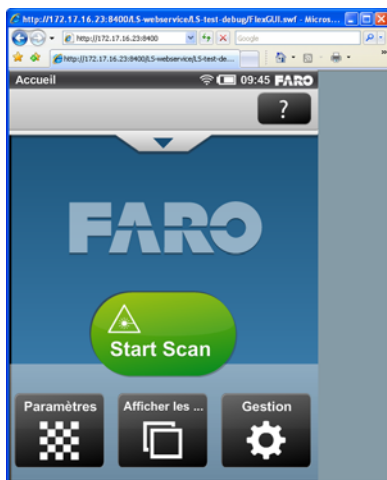 http://172.17.16.23:8400/LS-webservice/LS-test-debug/FlexGUI.swf - Micros...
http://172.17.16.23:8400
Google
http://172.17.16.23:8400/LS-webservice/LS-test-de...
Accueil 09:45 FARO
?
FARO
Start Scan
Paramètres Afficher les ... Gestion